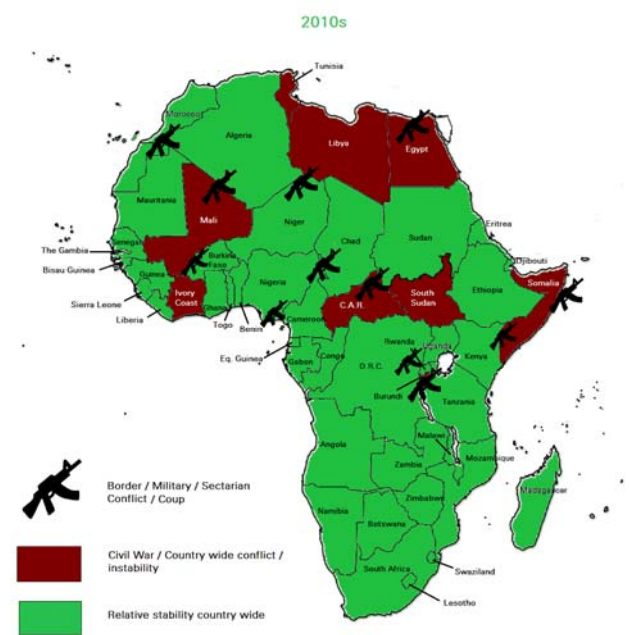 2010s
Tunisia
Morocco
Algeria
Libya
Egypt
Mauritania
Mali
Niger
Chad
Sudan
Eritrea
Senegal
The Gambia
Bisau Guinea
Guinea
Burkina
Faso
Djibouti
Somalia
Sierra Leone
Liberia
Ivory
Coast
Ghana
Togo
Benin
Nigeria
Cameroon
C.A.R.
South
Sudan
Ethiopia
Eq. Guinea
Gabon
Congo
D.R.C.
Rwanda
Uganda
Kenya
Burundi
Tanzania
Angola
Malawi
Zambia
Mozambique
Zimbabwe
Madagascar
Namibia
Botswana
South Africa
Swaziland
Lesotho
Border / Military / Sectarian
Conflict / Coup
Civil War / Country wide conflict /
instability
Relative stability country wide